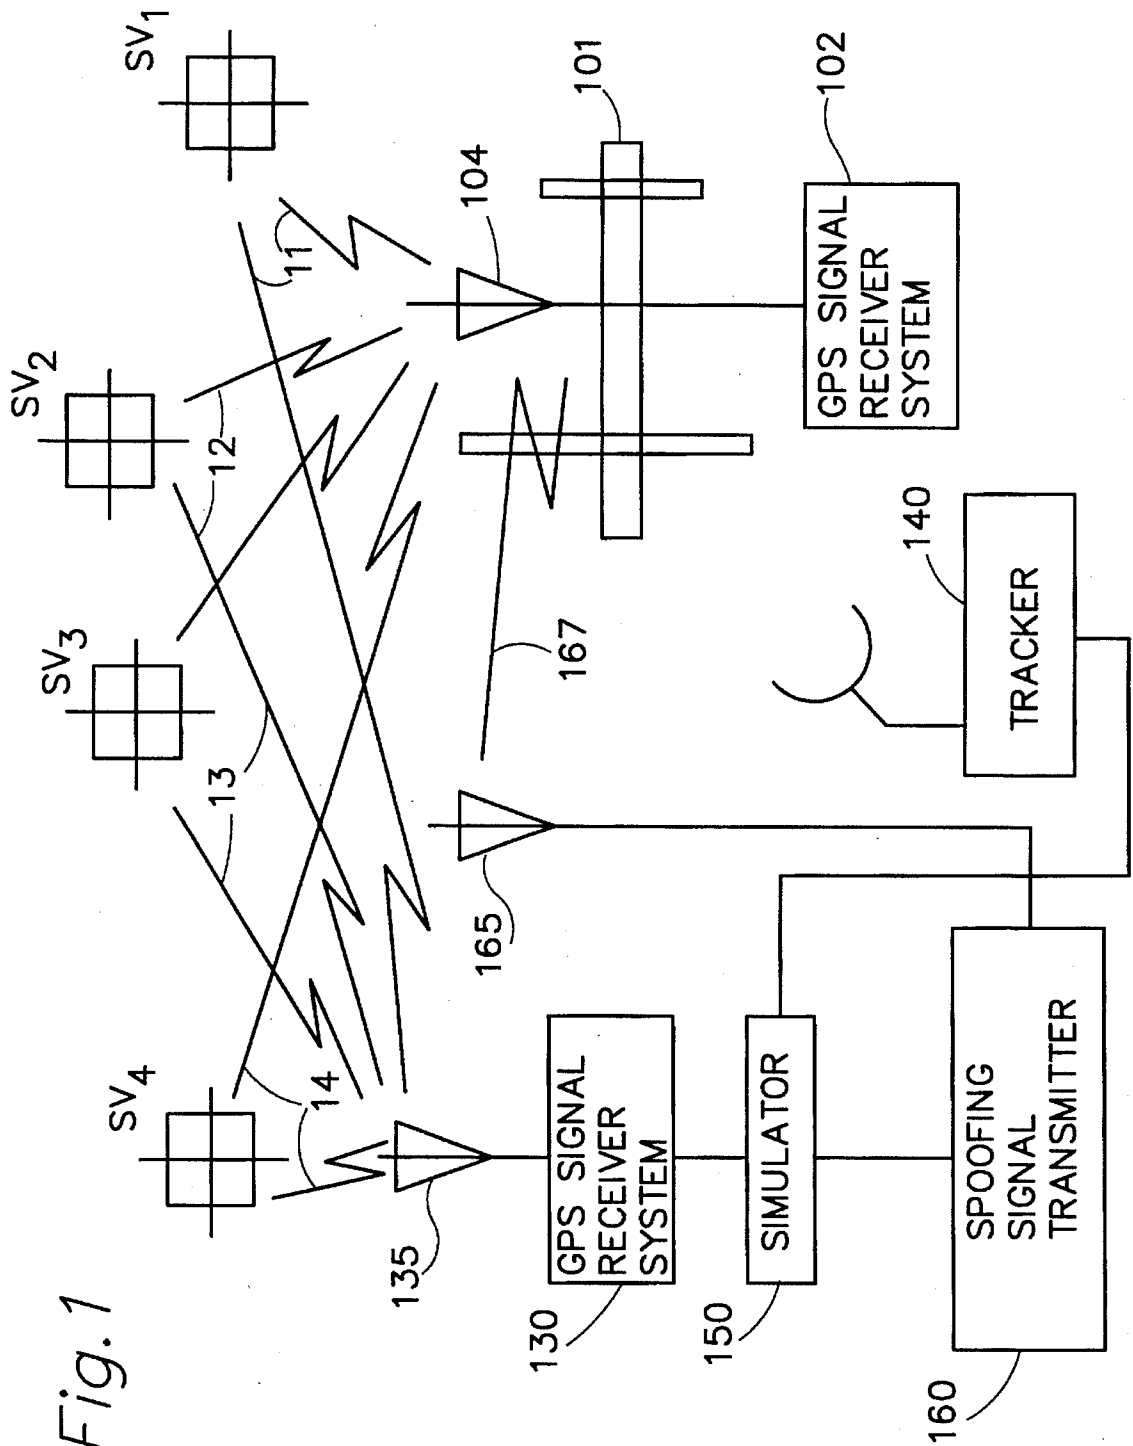 Fig. 1
SV4
SV3
SV2
SV1
14
13
12
11
135
165
167
104
101
GPS SIGNAL
RECEIVER
SYSTEM
130
SIMULATOR
150
SPOOFING
SIGNAL
TRANSMITTER
160
TRACKER
140
GPS SIGNAL
RECEIVER
SYSTEM
102